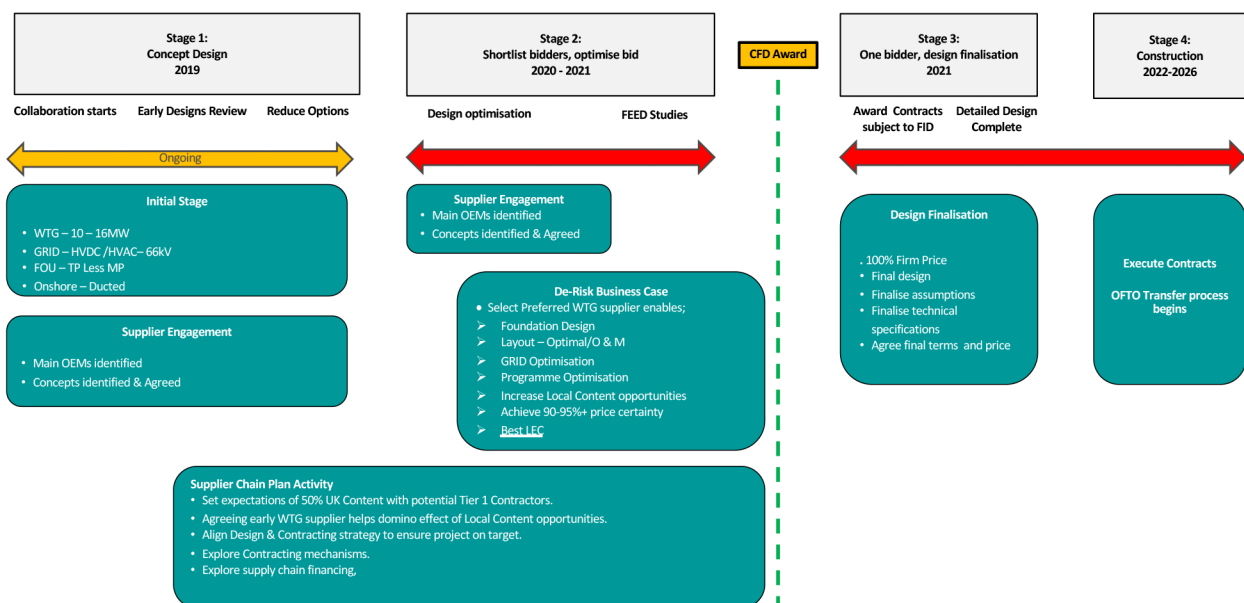 Stage 1:
Concept Design
2019
Stage 2:
Shortlist bidders, optimise bid
2020 - 2021
CFD Award
Stage 3:
One bidder, design finalisation
2021
Stage 4:
Construction
2022-2026
Collaboration starts
Early Designs Review
Reduce Options
Design optimisation
FEED Studies
Award Contracts
subject to FID
Detailed Design
Complete
Ongoing
Initial Stage
• WTG – 10 – 16MW
• GRID – HVDC /HVAC– 66kV
• FOU – TP Less MP
• Onshore – Ducted
Supplier Engagement
• Main OEMs identified
• Concepts identified & Agreed
Supplier Engagement
• Main OEMs identified
• Concepts identified & Agreed
De-Risk Business Case
• Select Preferred WTG supplier enables;
➢ Foundation Design
➢ Layout – Optimal/O & M
➢ GRID Optimisation
➢ Programme Optimisation
➢ Increase Local Content opportunities
➢ Achieve 90-95%+ price certainty
➢ Best LEC
Design Finalisation
. 100% Firm Price
• Final design
• Finalise assumptions
• Finalise technical
specifications
• Agree final terms and price
Execute Contracts
OFTO Transfer process
begins
Supplier Chain Plan Activity
• Set expectations of 50% UK Content with potential Tier 1 Contractors.
• Agreeing early WTG supplier helps domino effect of Local Content opportunities.
• Align Design & Contracting strategy to ensure project on target.
• Explore Contracting mechanisms.
• Explore supply chain financing,